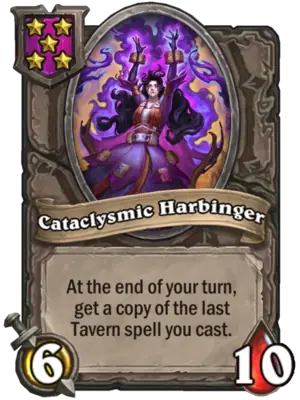 Cataclysmic Harbinger
At the end of your turn,
get a copy of the last
Tavern spell you cast.
6
10